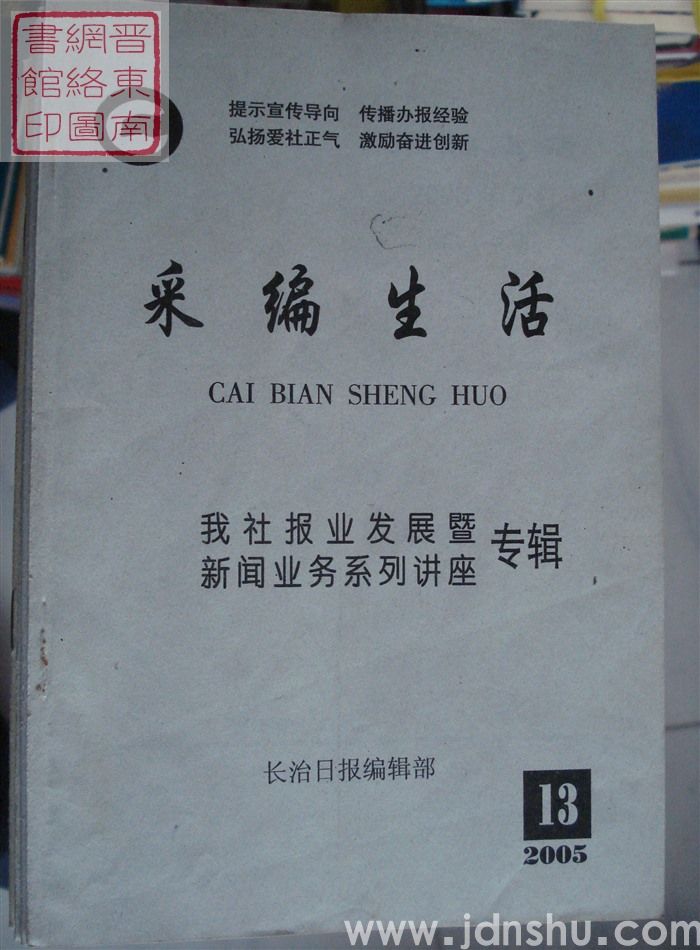 晋東南
網絡圖
書館印
提示宣传导向 传播办报经验
弘扬爱社正气 激励奋进创新
采编生活
CAI BIAN SHENG HUO
我社报业发展暨
新闻业务系列讲座
专辑
长治日报编辑部
13
2005
www.jdnshu.com